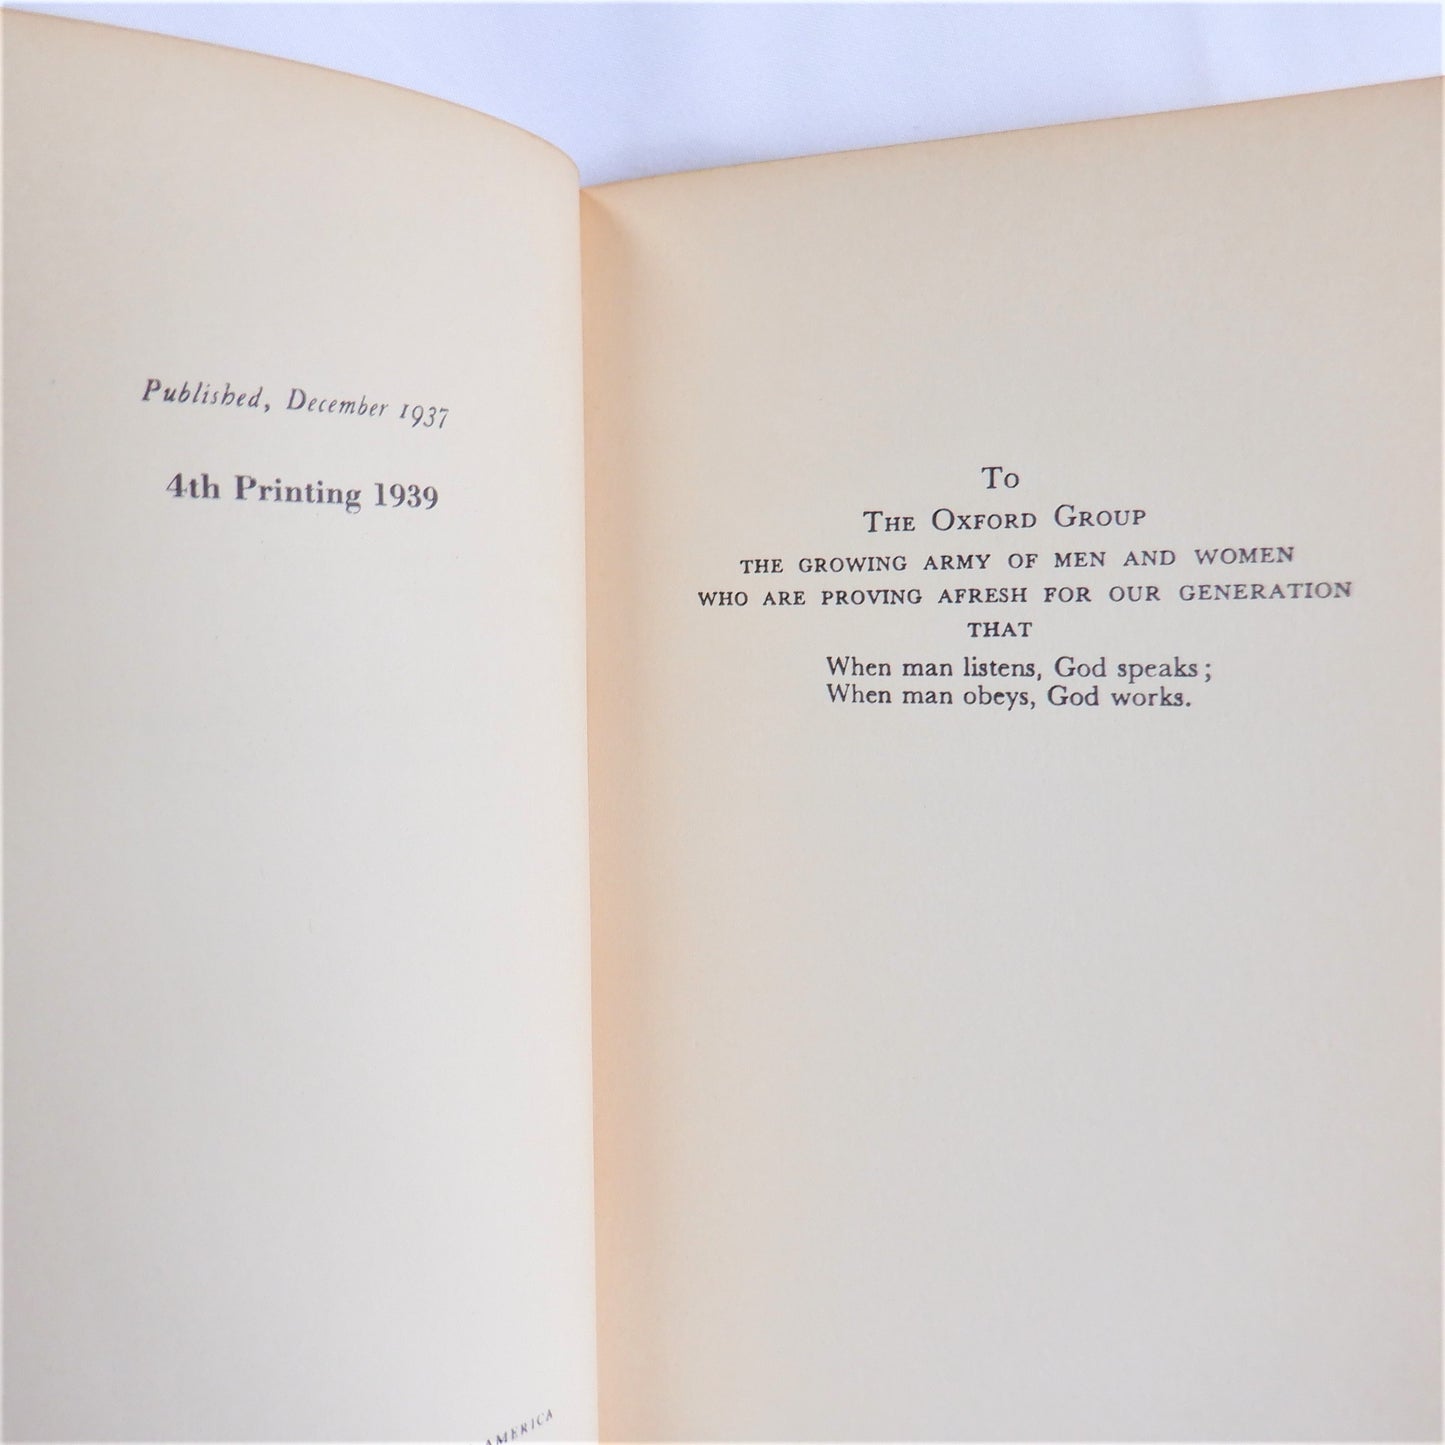 Published, December 1937
4th Printing 1939
AMERICA
To
THE OXFORD GROUP
THE GROWING ARMY OF MEN AND WOMEN
WHO ARE PROVING AFRESH FOR OUR GENERATION
THAT
When man listens, God speaks;
When man obeys, God works.